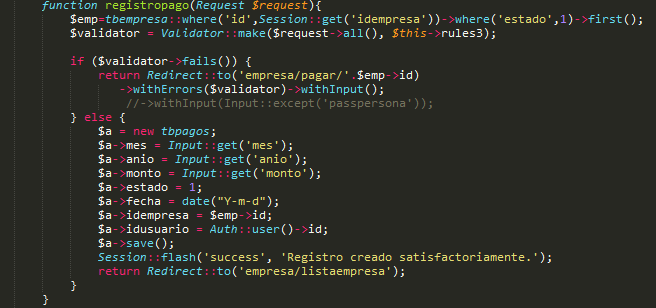 function registropago(Request $request){
$emp=tbempresa::where('id',Session::get('idempresa'))->where('estado',1)->first();
$validator = Validator::make($request->all(), $this->rules3);
if ($validator->fails()) {
return Redirect::to('empresa/pagar/'.$emp->id)
->withErrors($validator)->withInput();
//->withInput(Input::except('passpersona'));
} else {
$a = new tbpagos;
$a->mes = Input::get('mes');
$a->anio = Input::get('anio');
$a->monto = Input::get('monto');
$a->estado = 1;
$a->fecha = date("Y-m-d");
$a->idempresa = $emp->id;
$a->idusuario = Auth::user()->id;
$a->save();
Session::flash('success', 'Registro creado satisfactoriamente.');
return Redirect::to('empresa/listaempresa');
}
}